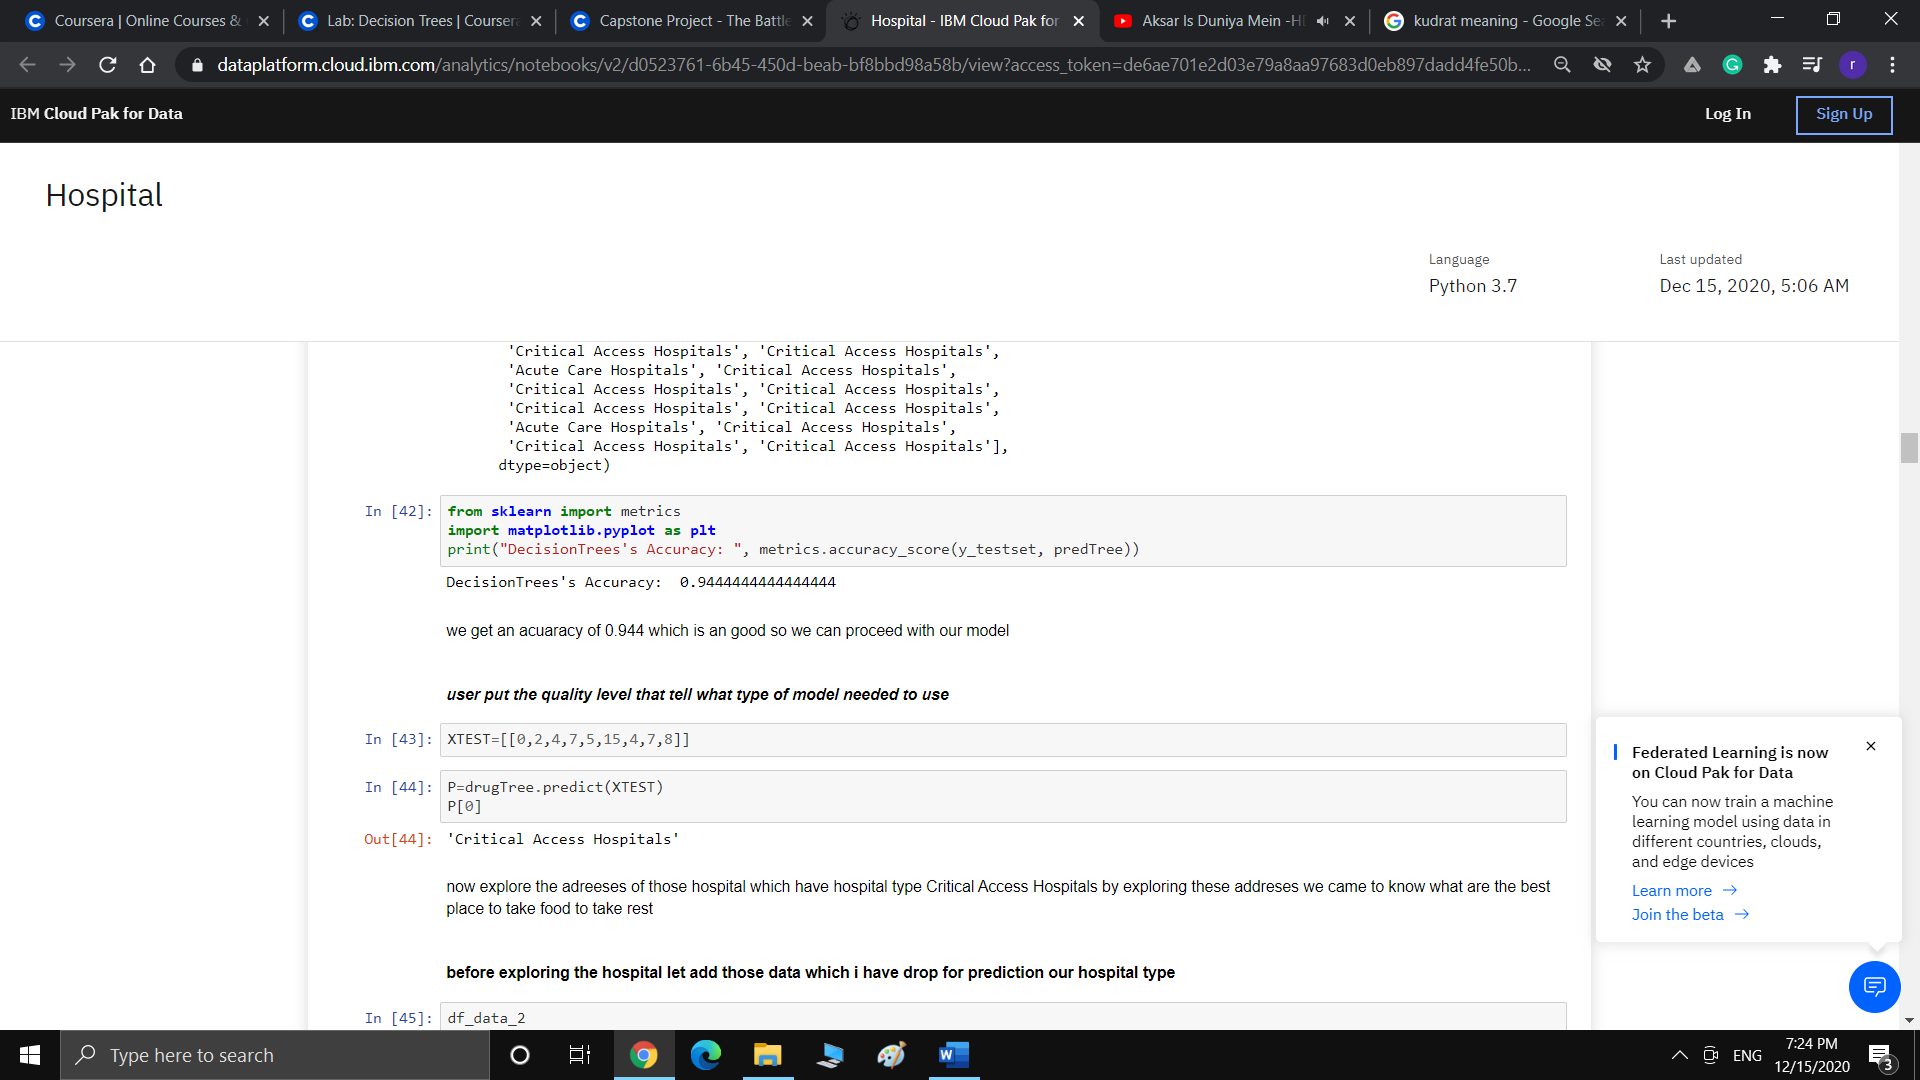 Coursera | Online Courses &
Lab: Decision Trees | Coursera
Capstone Project - The Battle
Hospital - IBM Cloud Pak for
Aksar Is Duniya Mein -H
kudrat meaning - Google Se
dataplatform.cloud.ibm.com/analytics/notebooks/v2/d0523761-6b45-450d-beab-bf8bbd98a58b/view?access_token=de6ae701e2d03e79a8aa97683d0eb897dadd4fe50b...
r
IBM Cloud Pak for Data
Log In
Sign Up
Hospital
Language
Python 3.7
Last updated
Dec 15, 2020, 5:06 AM
'Critical Access Hospitals', 'Critical Access Hospitals',
'Acute Care Hospitals', 'Critical Access Hospitals',
'Critical Access Hospitals', 'Critical Access Hospitals',
'Critical Access Hospitals', 'Critical Access Hospitals',
'Acute Care Hospitals', 'Critical Access Hospitals',
'Critical Access Hospitals', 'Critical Access Hospitals'],
dtype=object)
In [42]:
from sklearn import metrics
import matplotlib.pyplot as plt
print("DecisionTrees's Accuracy: ", metrics.accuracy_score(y_testset, predTree))
DecisionTrees's Accuracy:  0.9444444444444444
we get an acuaracy of 0.944 which is an good so we can proceed with our model
user put the quality level that tell what type of model needed to use
In [43]:
XTEST=[[0,2,4,7,5,15,4,7,8]]
In [44]:
P=drugTree.predict(XTEST)
P[0]
Out[44]:
'Critical Access Hospitals'
now explore the adreeses of those hospital which have hospital type Critical Access Hospitals by exploring these addreses we came to know what are the best
place to take food to take rest
before exploring the hospital let add those data which i have drop for prediction our hospital type
In [45]:
df_data_2
Federated Learning is now
on Cloud Pak for Data
You can now train a machine
learning model using data in
different countries, clouds,
and edge devices
Learn more
Join the beta
Type here to search
ENG
7:24 PM
12/15/2020
3